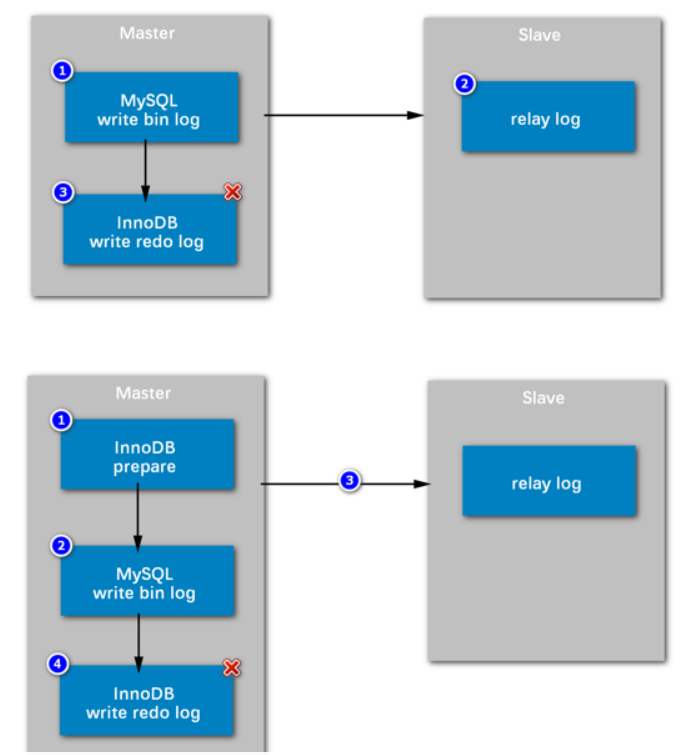 Master
Slave
1
MySQL
write bin log
2
relay log
3
InnoDB
write redo log
Master
Slave
1
InnoDB
prepare
3
relay log
2
MySQL
write bin log
4
InnoDB
write redo log